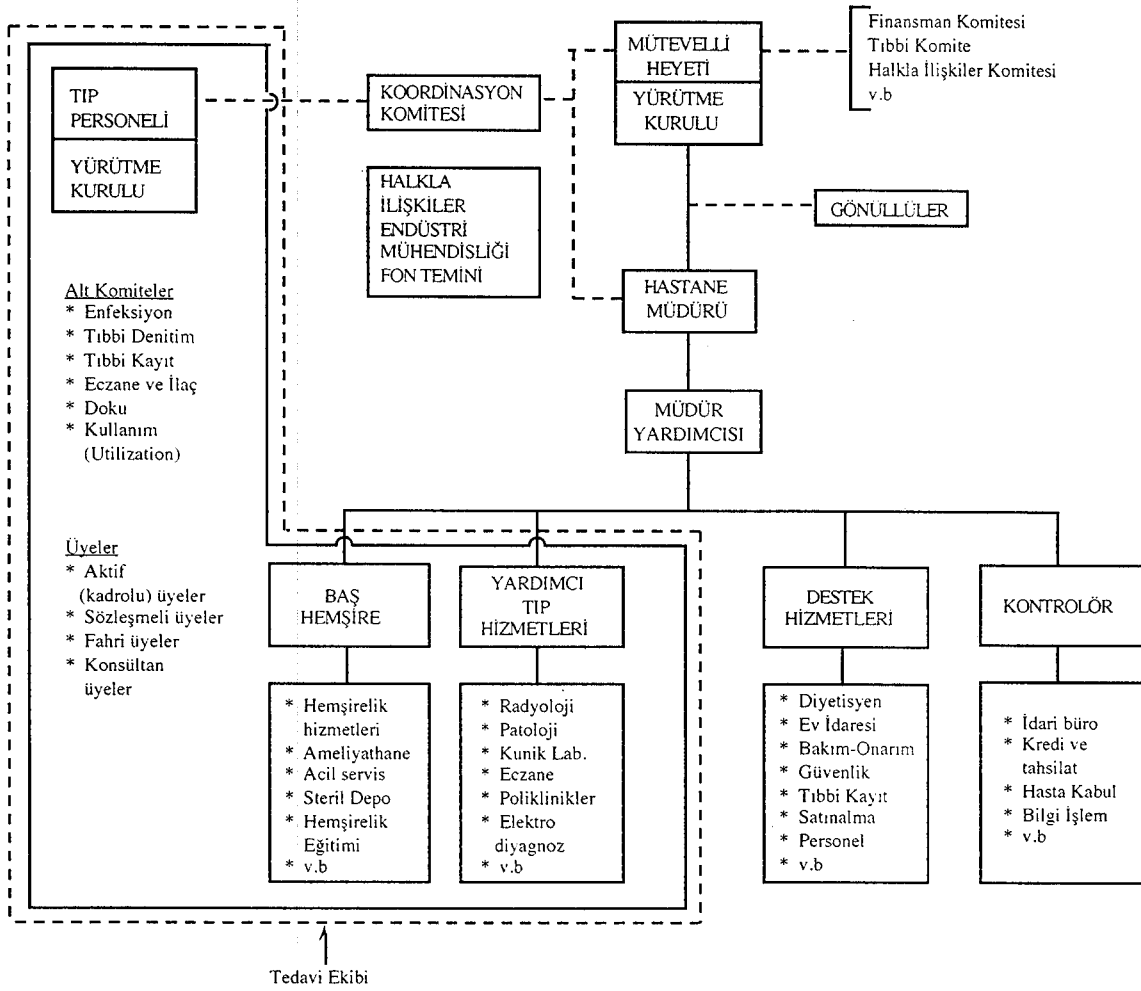 Finansman Komitesi
Tıbbi Komite
Halkla İlişkiler Komitesi
v.b
MÜTEVELLİ
HEYETİ
YÜRÜTME
KURULU
KOORDİNASYON
KOMİTESİ
TIP
PERSONELİ
YÜRÜTME
KURULU
HALKLA
İLİŞKİLER
ENDÜSTRİ
MÜHENDİSLİĞİ
FON TEMİNİ
GÖNÜLLÜLER
HASTANE
MÜDÜRÜ
MÜDÜR
YARDIMCISI
Alt Komiteler
* Enfeksiyon
* Tıbbi Denitim
* Tıbbi Kayıt
* Eczane ve İlaç
* Doku
* Kullanım
(Utilization)
Üyeler
* Aktif
(kadrolu) üyeler
* Sözleşmeli üyeler
* Fahri üyeler
* Konsültan
üyeler
BAŞ
HEMŞİRE
YARDIMCI
TIP
HİZMETLERİ
DESTEK
HİZMETLERİ
KONTROLÖR
* Hemşirelik
hizmetleri
* Ameliyathane
* Acil servis
* Steril Depo
* Hemşirelik
Eğitimi
* v.b
* Radyoloji
* Patoloji
* Kunik Lab.
* Eczane
* Poliklinikler
* Elektro
diyagnoz
* v.b
* Diyetisyen
* Ev İdaresi
* Bakım-Onarım
* Güvenlik
* Tıbbi Kayıt
* Satınalma
* Personel
* v.b
* İdari büro
* Kredi ve
tahsilat
* Hasta Kabul
* Bilgi İşlem
* v.b
Tedavi Ekibi